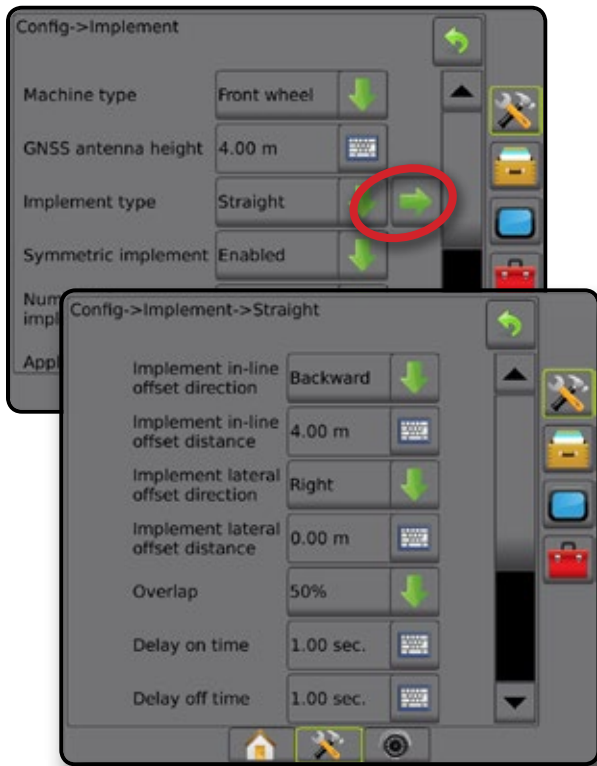 Config->Implement
Machine type Front wheel
GNSS antenna height 4.00 m
Implement type Straight
Symmetric implement Enabled
Num
impl
Appl
Config->Implement->Straight
Implement in-line
offset direction Backward
Implement in-line
offset distance 4.00 m
Implement lateral
offset direction Right
Implement lateral
offset distance 0.00 m
Overlap 50%
Delay on time 1.00 sec.
Delay off time 1.00 sec.